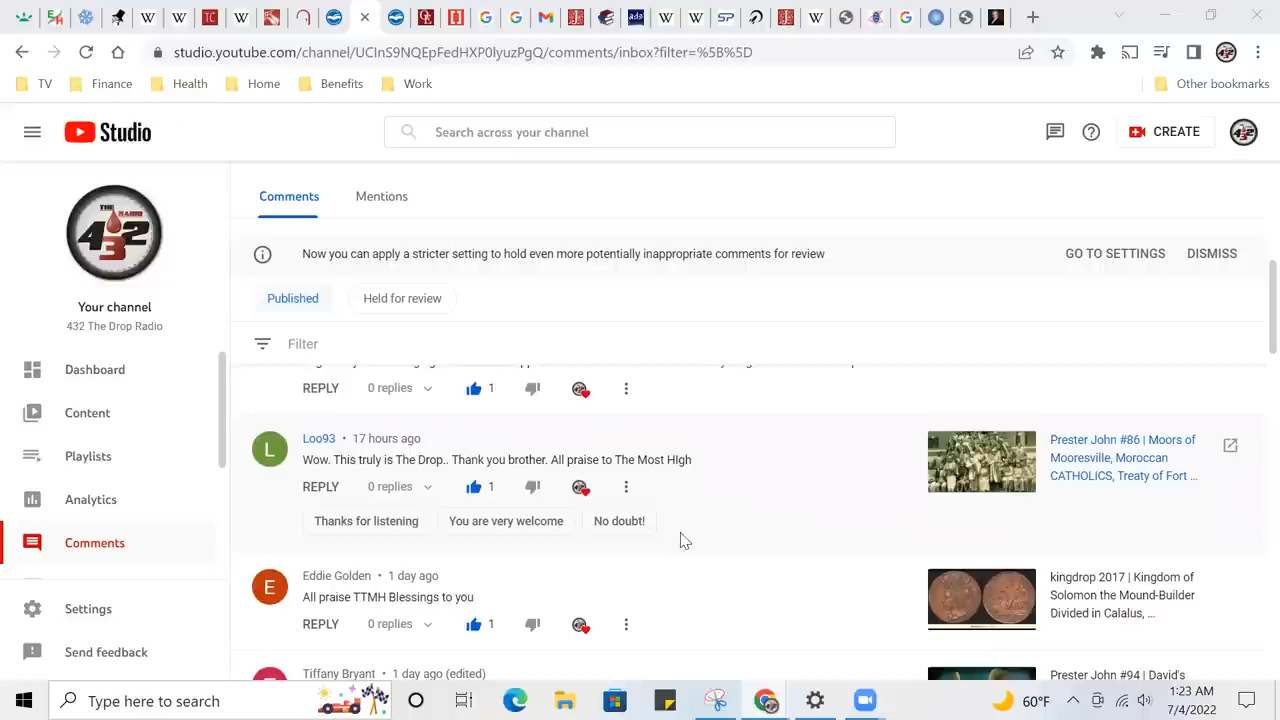 studio.youtube.com/channel/UCInS9NQEpFedHXP0lyuzPgQ/comments/inbox?filter=%5B%5D
TV
Finance
Health
Home
Benefits
Work
Other bookmarks
Studio
Search across your channel
CREATE
THE RADIO
432
Your channel
432 The Drop Radio
Dashboard
Content
Playlists
Analytics
Comments
Settings
Send feedback
Comments
Mentions
Now you can apply a stricter setting to hold even more potentially inappropriate comments for review
GO TO SETTINGS
DISMISS
Published
Held for review
Filter
REPLY 0 replies 1
L
Loo93 • 17 hours ago
Wow. This truly is The Drop.. Thank you brother. All praise to The Most HIgh
REPLY 0 replies 1
Thanks for listening
You are very welcome
No doubt!
Prester John #86 | Moors of
Mooresville, Moroccan
CATHOLICS, Treaty of Fort ...
E
Eddie Golden • 1 day ago
All praise TTMH Blessings to you
REPLY 0 replies 1
kingdrop 2017 | Kingdom of
Solomon the Mound-Builder
Divided in Calalus, ...
Tiffany Bryant • 1 day ago (edited)
Prester John #94 | David's
Type here to search
60°F
1:23 AM
7/4/2022